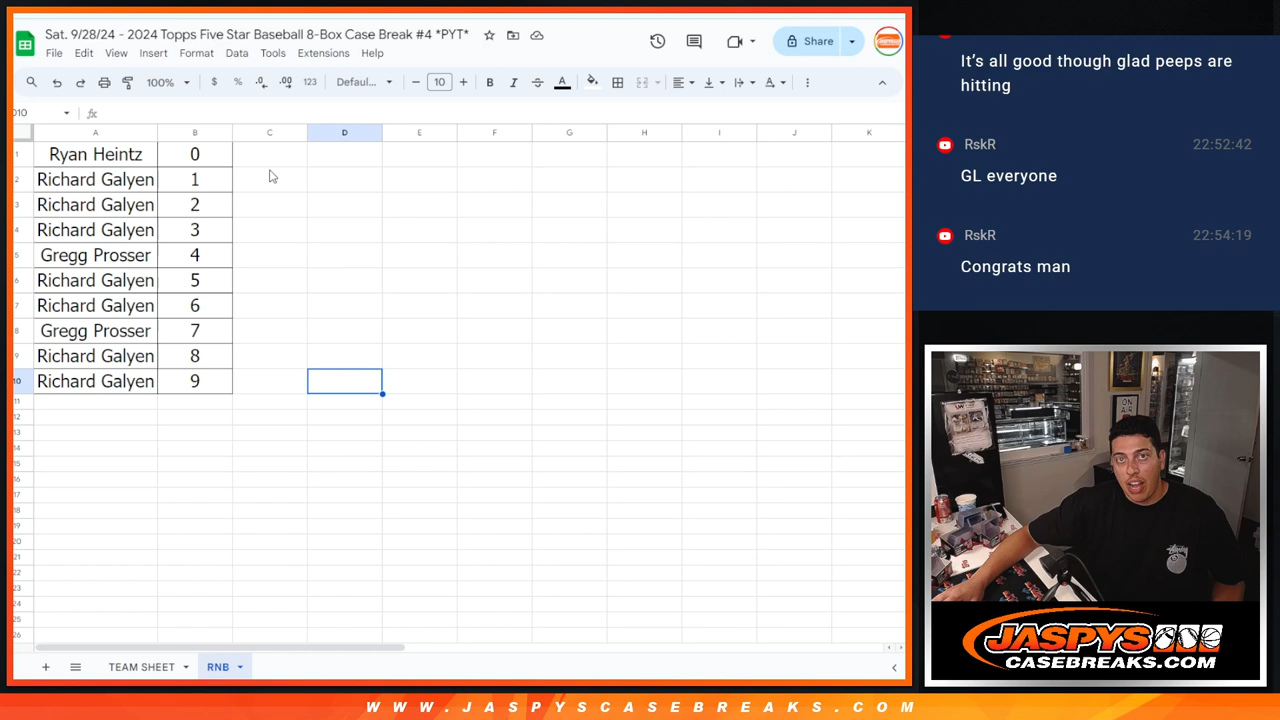 Sat. 9/28/24 - 2024 Topps Five Star Baseball 8-Box Case Break #4 *PYT*
File Edit View Insert Format Data Tools Extensions Help
Share
100% $ % .0 .00 123 Defaul... - 10 + B I A
D10 fx
A B C D E F G H I J K
1 Ryan Heintz 0
2 Richard Galyen 1
3 Richard Galyen 2
4 Richard Galyen 3
5 Gregg Prosser 4
6 Richard Galyen 5
7 Richard Galyen 6
8 Gregg Prosser 7
9 Richard Galyen 8
10 Richard Galyen 9
11
12
13
14
15
16
17
18
19
20
21
22
23
24
25
26
+ TEAM SHEET RNB
It's all good though glad peeps are
hitting
RskR 22:52:42
GL everyone
RskR 22:54:19
Congrats man
ON
AIR
JASPYS
CASEBREAKS.COM
WWW.JASPYSCASEBREAKS.COM